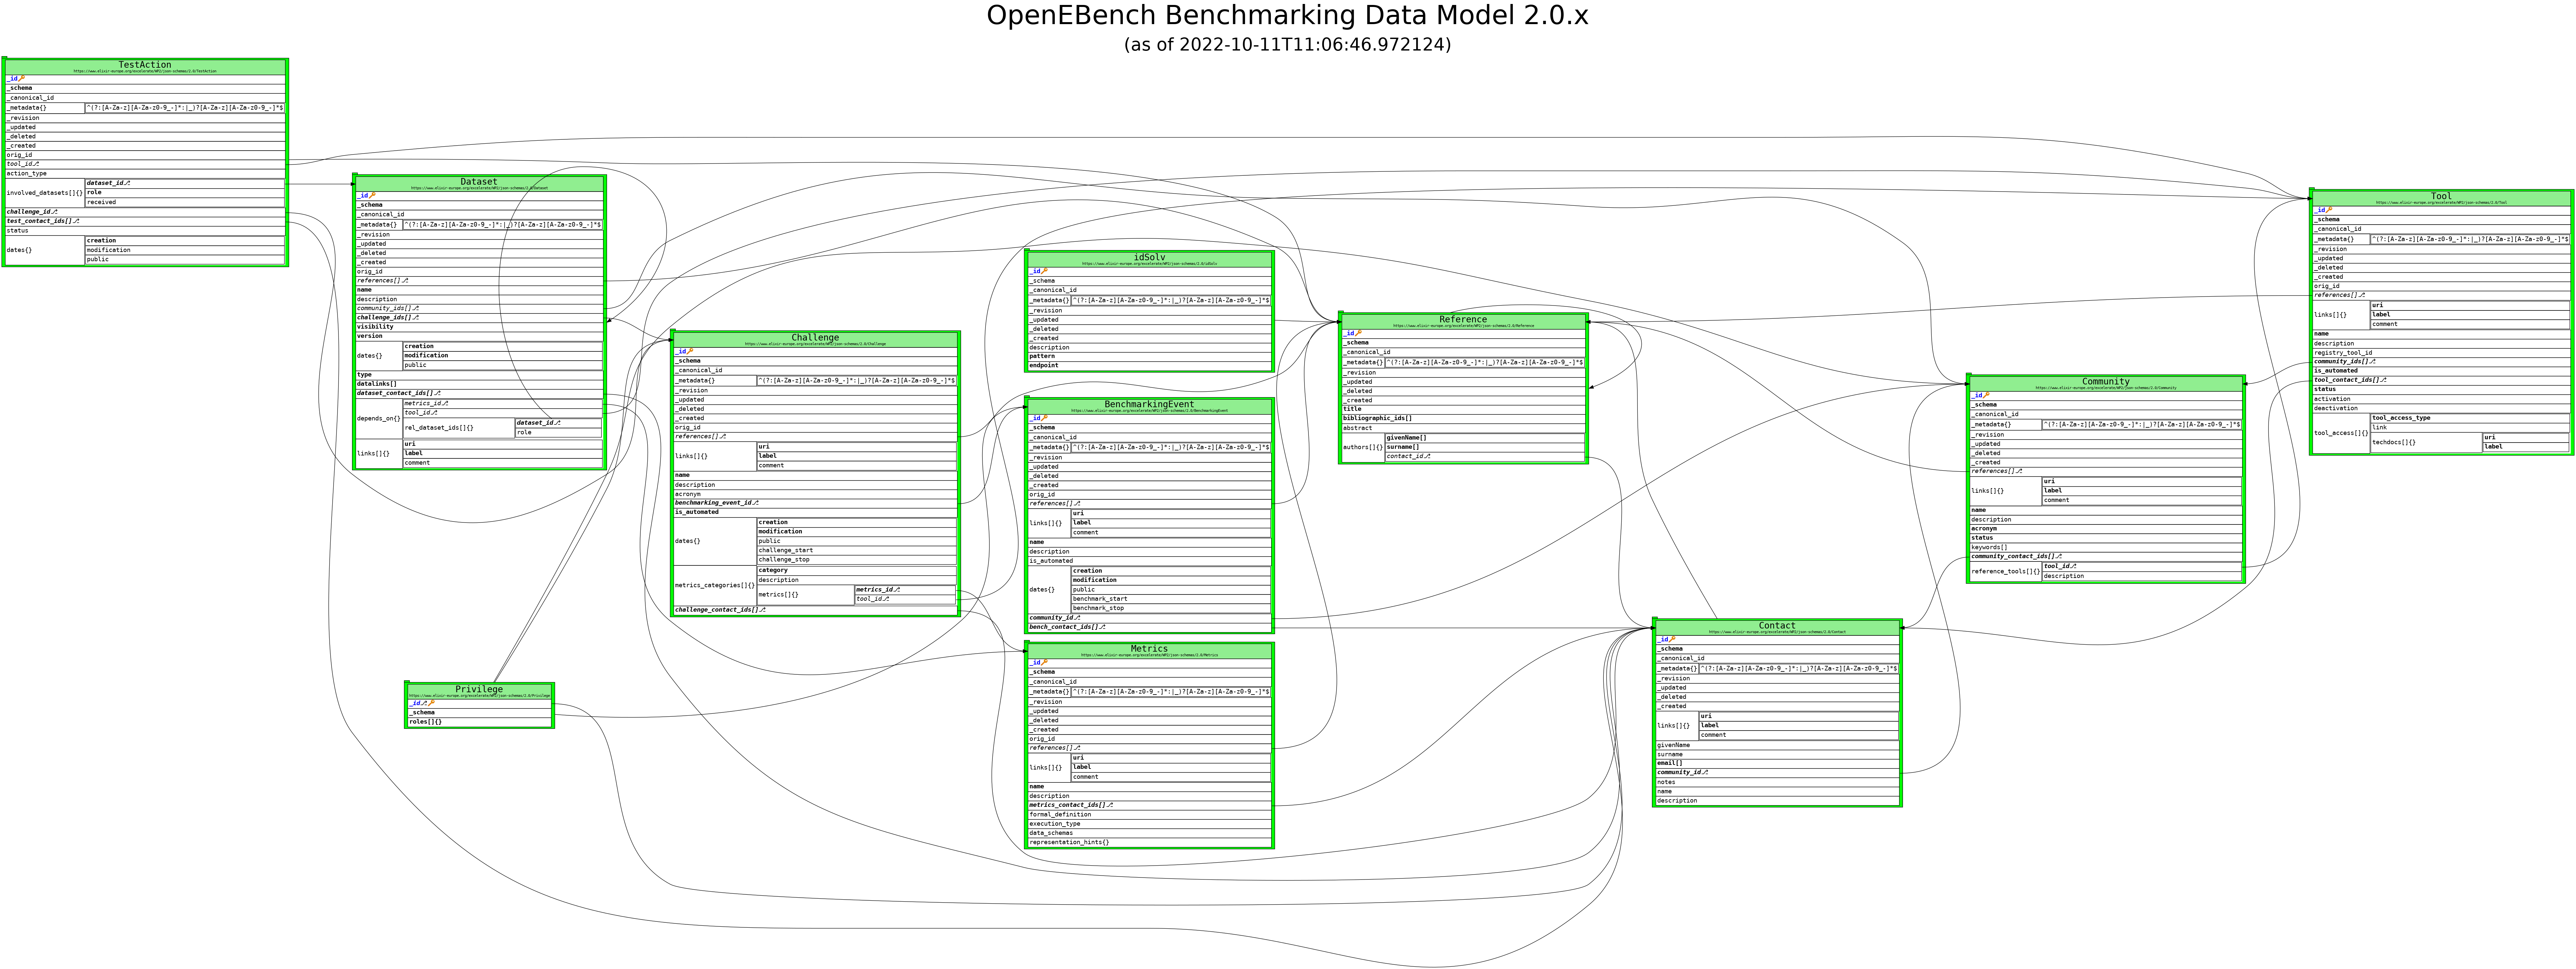 OpenEBench Benchmarking Data Model 2.0.x
(as of 2022-10-11T11:06:46.972124)
TestAction
https://www.elixir-europe.org/excelerate/WP2/json-schemas/2.0/TestAction
_id
_schema
_canonical_id
_metadata{} ^(?:[A-Za-z][A-Za-z0-9_-]*:|_)?[A-Za-z][A-Za-z0-9_-]*$
_revision
_updated
_deleted
_created
orig_id
tool_id
action_type
involved_datasets[]{}
dataset_id
role
received
challenge_id
test_contact_ids[]
status
dates{}
creation
modification
public
Dataset
https://www.elixir-europe.org/excelerate/WP2/json-schemas/2.0/Dataset
_id
_schema
_canonical_id
_metadata{} ^(?:[A-Za-z][A-Za-z0-9_-]*:|_)?[A-Za-z][A-Za-z0-9_-]*$
_revision
_updated
_deleted
_created
orig_id
references[]
name
description
community_ids[]
challenge_ids[]
visibility
version
dates{}
creation
modification
public
type
datalinks[]
dataset_contact_ids[]
depends_on{}
metrics_id
tool_id
rel_dataset_ids[]{}
dataset_id
role
links[]{}
uri
label
comment
Privilege
https://www.elixir-europe.org/excelerate/WP2/json-schemas/2.0/Privilege
_id
_schema
roles[]{}
Challenge
https://www.elixir-europe.org/excelerate/WP2/json-schemas/2.0/Challenge
_id
_schema
_canonical_id
_metadata{} ^(?:[A-Za-z][A-Za-z0-9_-]*:|_)?[A-Za-z][A-Za-z0-9_-]*$
_revision
_updated
_deleted
_created
orig_id
references[]
links[]{}
uri
label
comment
name
description
acronym
benchmarking_event_id
is_automated
dates{}
creation
modification
public
challenge_start
challenge_stop
metrics_categories[]{}
category
description
metrics[]{}
metrics_id
tool_id
challenge_contact_ids[]
idSolv
https://www.elixir-europe.org/excelerate/WP2/json-schemas/2.0/idSolv
_id
_schema
_canonical_id
_metadata{} ^(?:[A-Za-z][A-Za-z0-9_-]*:|_)?[A-Za-z][A-Za-z0-9_-]*$
_revision
_updated
_deleted
_created
description
pattern
endpoint
BenchmarkingEvent
https://www.elixir-europe.org/excelerate/WP2/json-schemas/2.0/BenchmarkingEvent
_id
_schema
_canonical_id
_metadata{} ^(?:[A-Za-z][A-Za-z0-9_-]*:|_)?[A-Za-z][A-Za-z0-9_-]*$
_revision
_updated
_deleted
_created
orig_id
references[]
links[]{}
uri
label
comment
name
description
is_automated
dates{}
creation
modification
public
benchmark_start
benchmark_stop
community_id
bench_contact_ids[]
Metrics
https://www.elixir-europe.org/excelerate/WP2/json-schemas/2.0/Metrics
_id
_schema
_canonical_id
_metadata{} ^(?:[A-Za-z][A-Za-z0-9_-]*:|_)?[A-Za-z][A-Za-z0-9_-]*$
_revision
_updated
_deleted
_created
orig_id
references[]
links[]{}
uri
label
comment
name
description
metrics_contact_ids[]
formal_definition
execution_type
data_schemas
representation_hints{}
Reference
https://www.elixir-europe.org/excelerate/WP2/json-schemas/2.0/Reference
_id
_schema
_canonical_id
_metadata{} ^(?:[A-Za-z][A-Za-z0-9_-]*:|_)?[A-Za-z][A-Za-z0-9_-]*$
_revision
_updated
_deleted
_created
title
bibliographic_ids[]
abstract
authors[]{}
givenName[]
surname[]
contact_id
Contact
https://www.elixir-europe.org/excelerate/WP2/json-schemas/2.0/Contact
_id
_schema
_canonical_id
_metadata{} ^(?:[A-Za-z][A-Za-z0-9_-]*:|_)?[A-Za-z][A-Za-z0-9_-]*$
_revision
_updated
_deleted
_created
links[]{}
uri
label
comment
givenName
surname
email[]
community_id
notes
name
description
Community
https://www.elixir-europe.org/excelerate/WP2/json-schemas/2.0/Community
_id
_schema
_canonical_id
_metadata{} ^(?:[A-Za-z][A-Za-z0-9_-]*:|_)?[A-Za-z][A-Za-z0-9_-]*$
_revision
_updated
_deleted
_created
references[]
links[]{}
uri
label
comment
name
description
acronym
status
keywords[]
community_contact_ids[]
reference_tools[]{}
tool_id
description
Tool
https://www.elixir-europe.org/excelerate/WP2/json-schemas/2.0/Tool
_id
_schema
_canonical_id
_metadata{} ^(?:[A-Za-z][A-Za-z0-9_-]*:|_)?[A-Za-z][A-Za-z0-9_-]*$
_revision
_updated
_deleted
_created
orig_id
references[]
links[]{}
uri
label
comment
name
description
registry_tool_id
community_ids[]
is_automated
tool_contact_ids[]
status
activation
deactivation
tool_access[]{}
tool_access_type
link
techdocs[]{}
uri
label